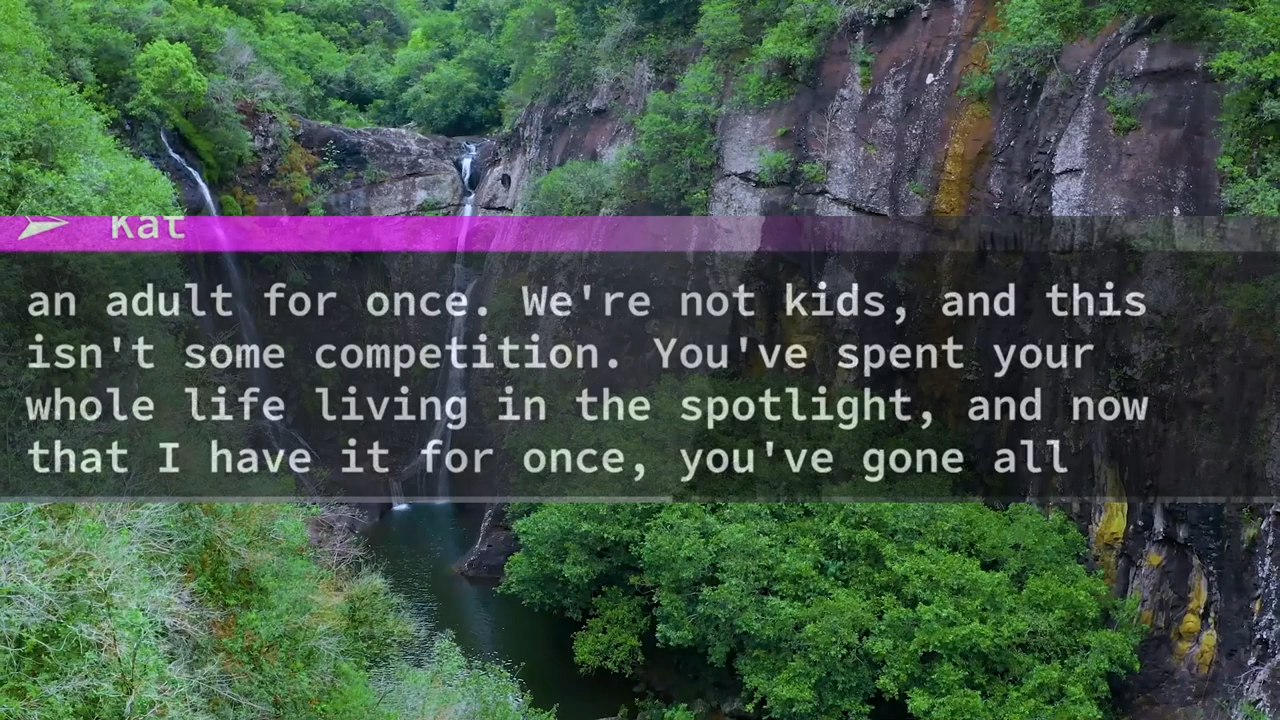 Kat
an adult for once. We're not kids, and this
isn't some competition. You've spent your
whole life living in the spotlight, and now
that I have it for once, you've gone all